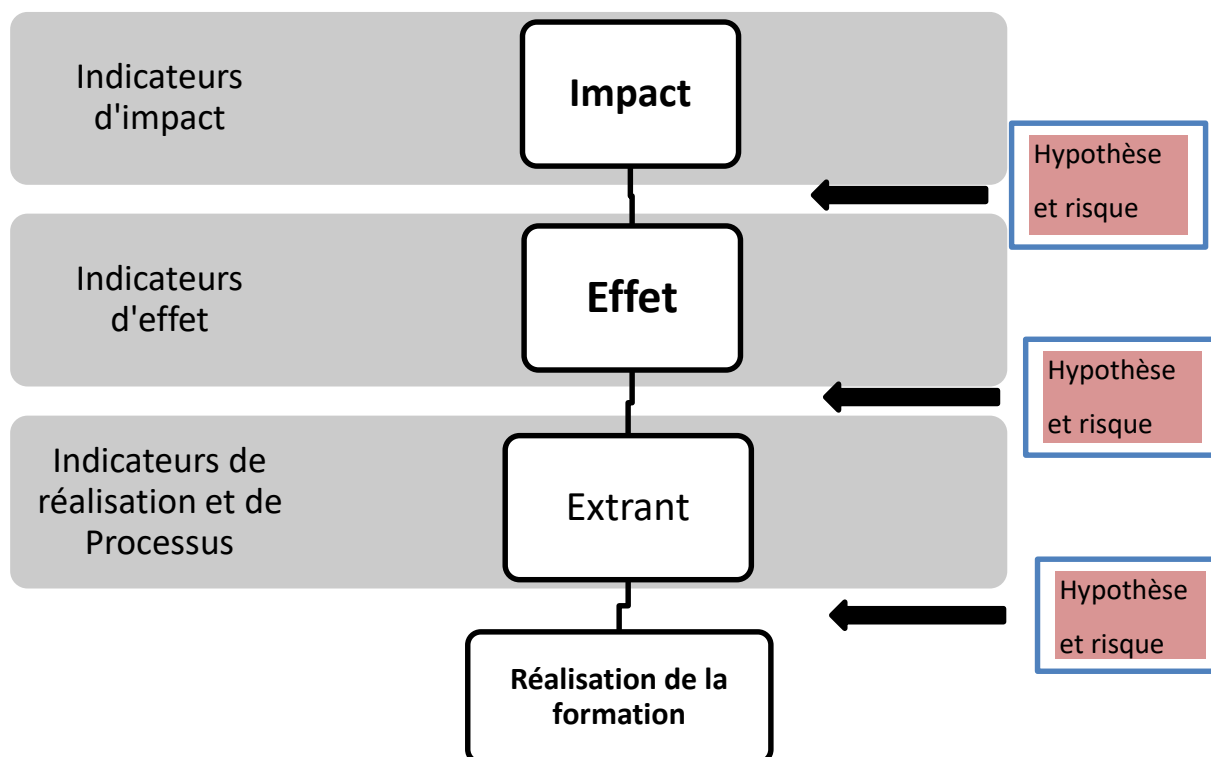 Indicateurs
d'impact
Impact
Hypothèse
et risque
Indicateurs
d'effet
Effet
Hypothèse
et risque
Indicateurs de
réalisation et de
Processus
Extrant
Hypothèse
et risque
Réalisation de la
formation